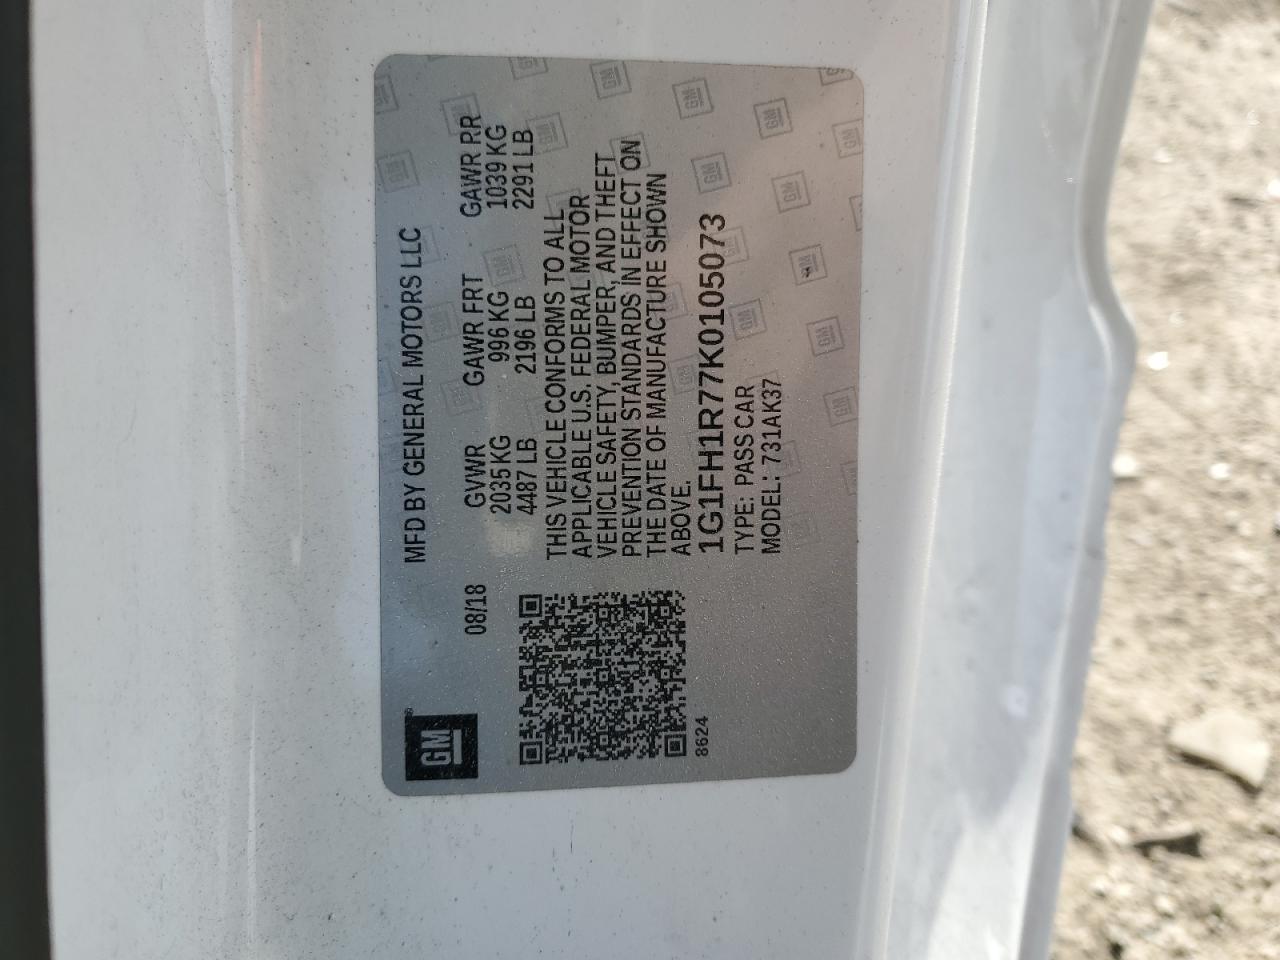 GM
MFD BY GENERAL MOTORS LLC
08/18
GVWR GAWR FRT GAWR RR
2035 KG 996 KG 1039 KG
4487 LB 2196 LB 2291 LB
THIS VEHICLE CONFORMS TO ALL
APPLICABLE U.S. FEDERAL MOTOR
VEHICLE SAFETY, BUMPER, AND THEFT
PREVENTION STANDARDS IN EFFECT ON
THE DATE OF MANUFACTURE SHOWN
ABOVE.
1G1FH1R77K0105073
TYPE: PASS CAR
MODEL: 731AK37
8624